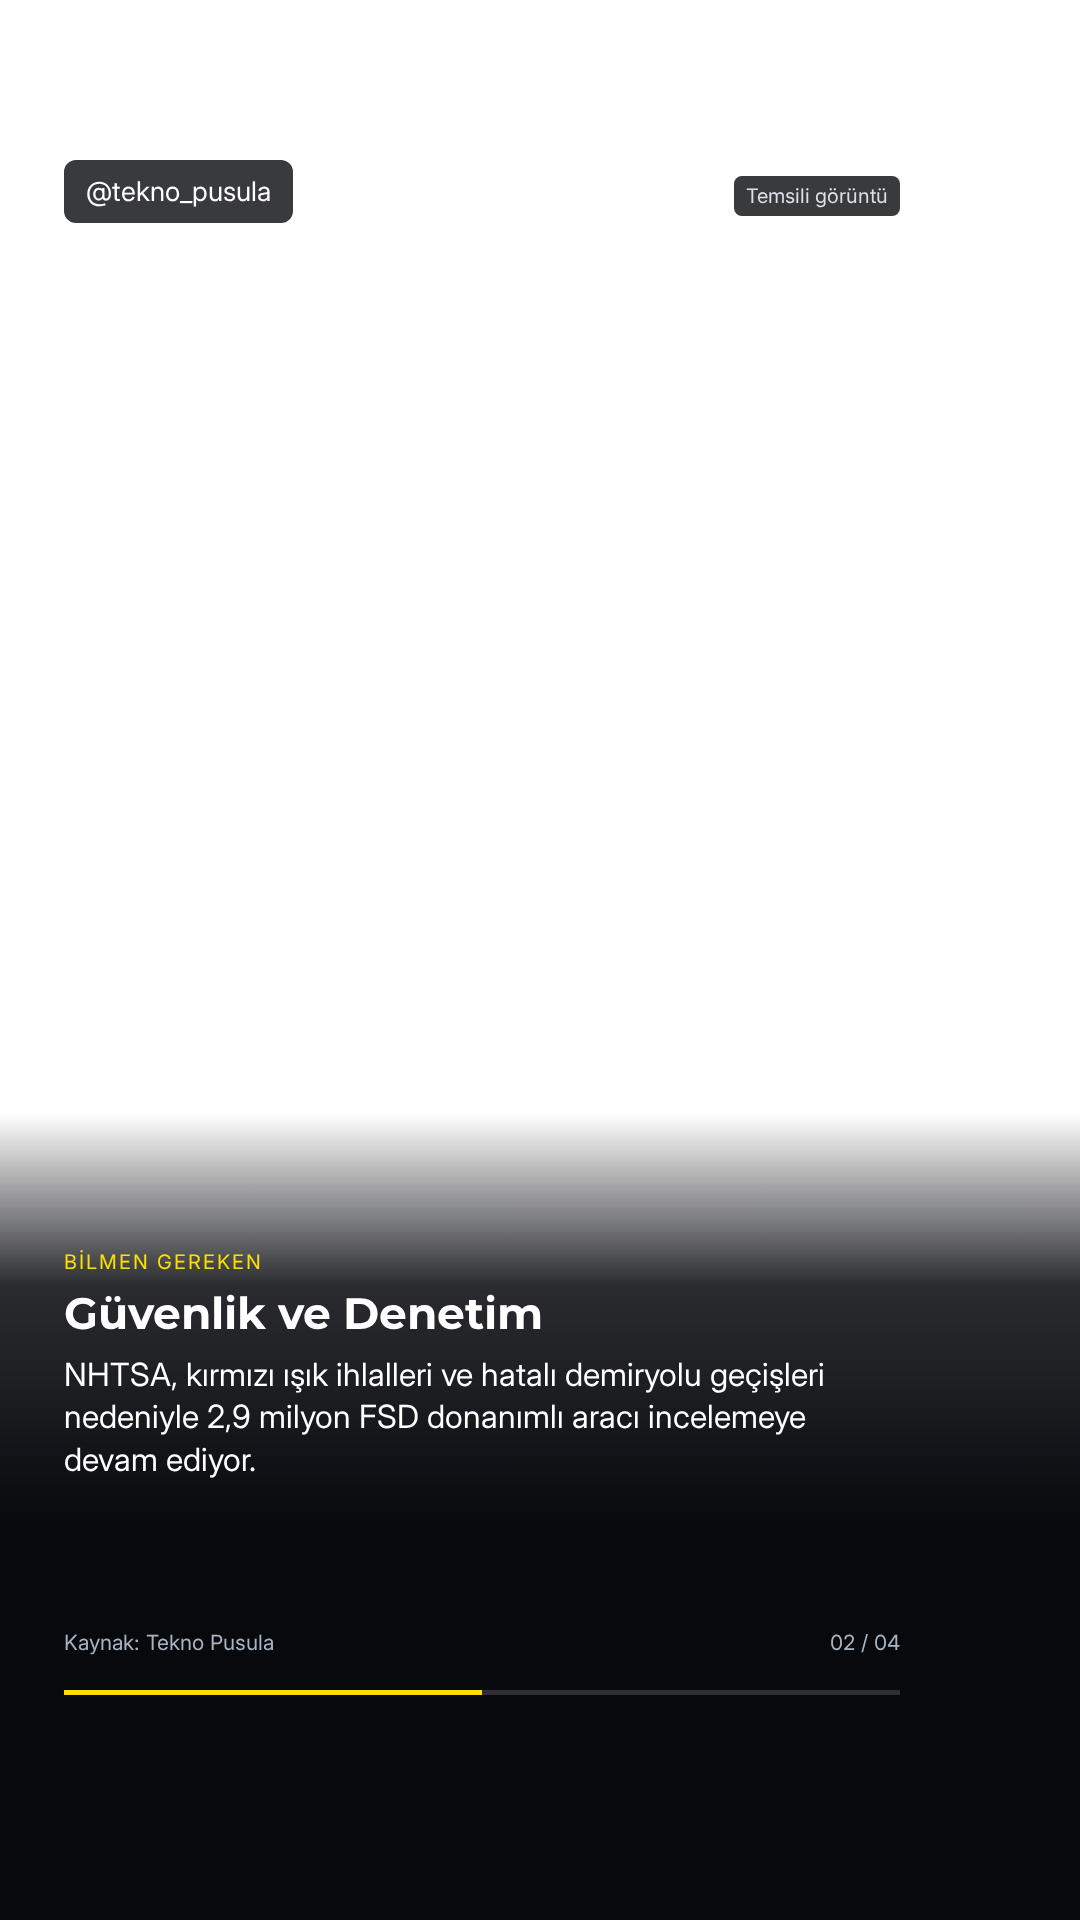 @tekno_pusula
Temsili görüntü
BİLMEN GEREKEN
Güvenlik ve Denetim
NHTSA, kırmızı ışık ihlalleri ve hatalı demiryolu geçişleri
nedeniyle 2,9 milyon FSD donanımlı aracı incelemeye
devam ediyor.
Kaynak: Tekno Pusula
02 / 04